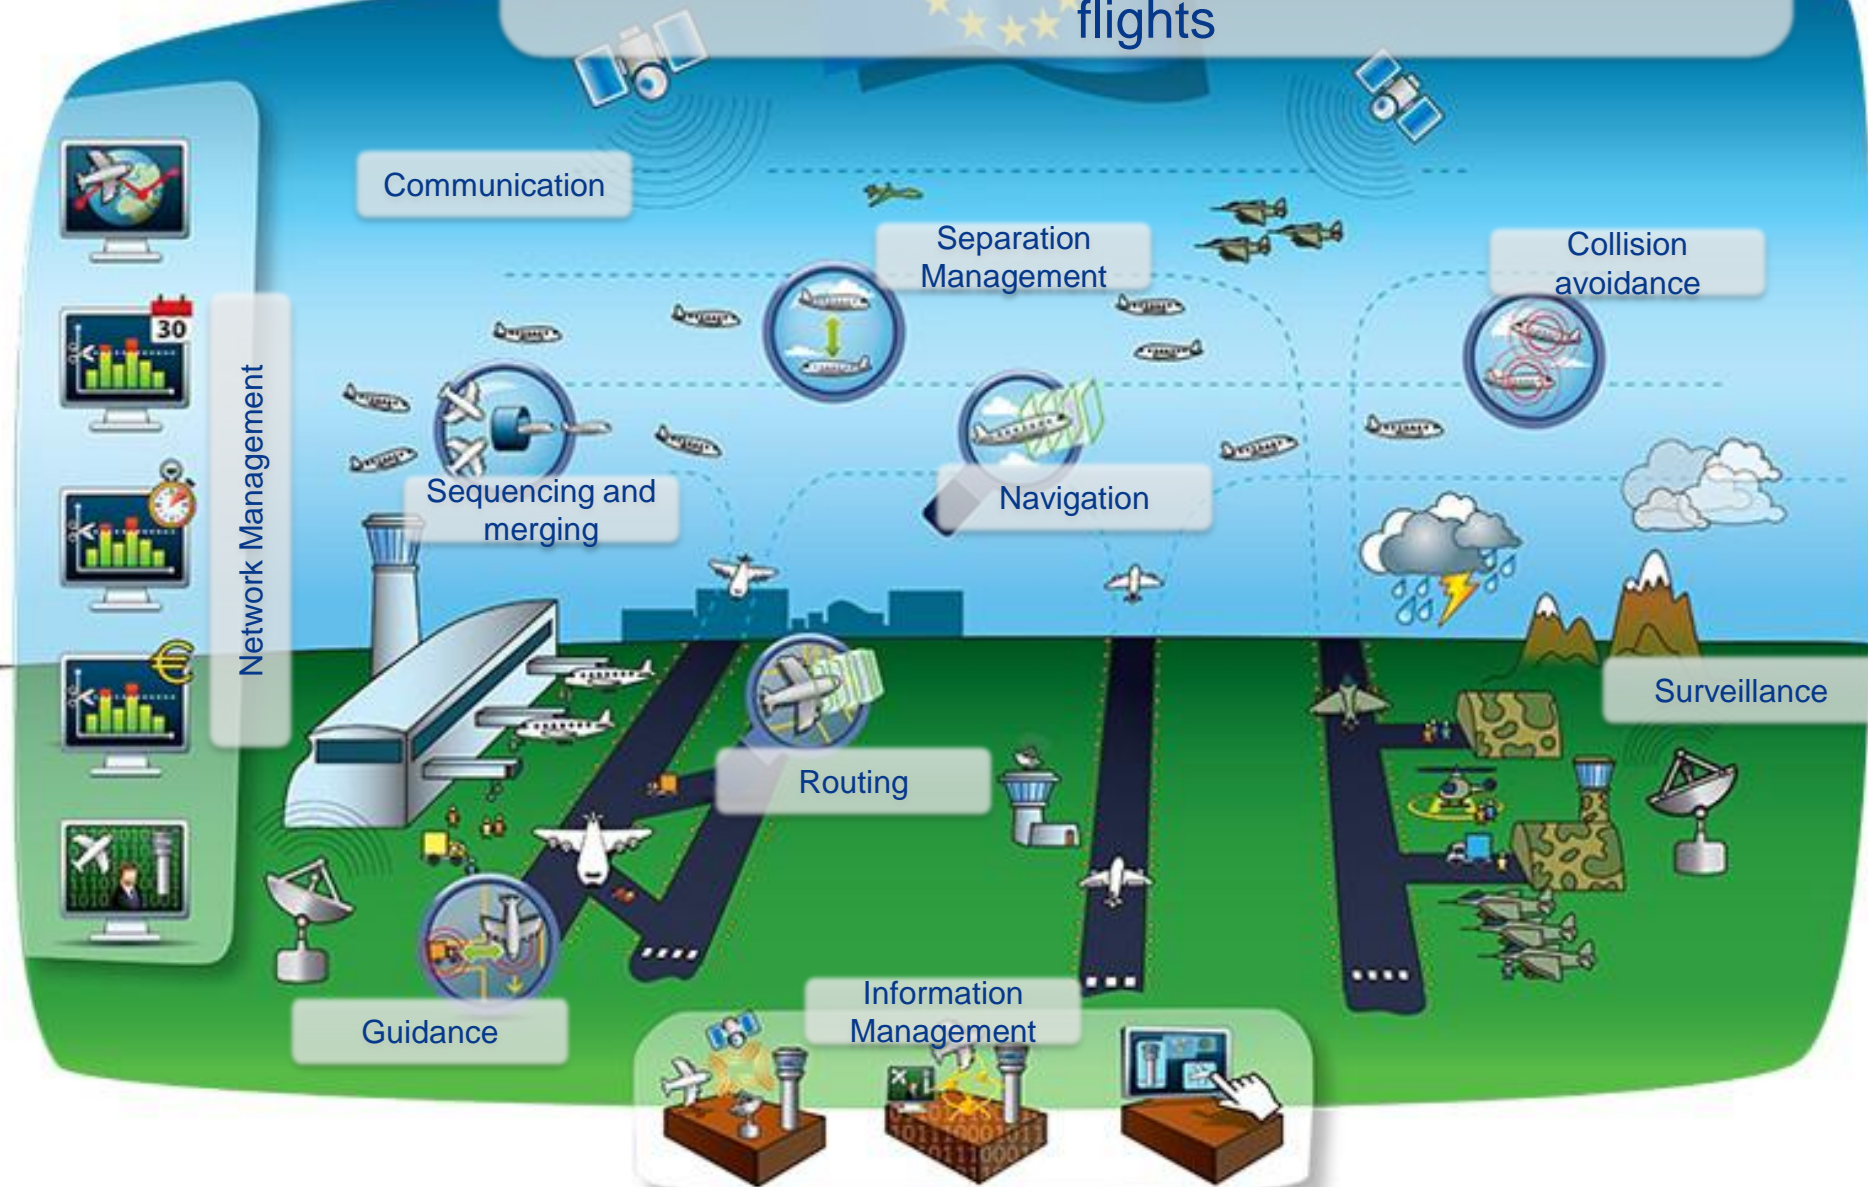 flights
Communication
Separation
Management
Collision
avoidance
30
Network Management
Sequencing and
merging
Navigation
€
Surveillance
Routing
Information
Management
Guidance